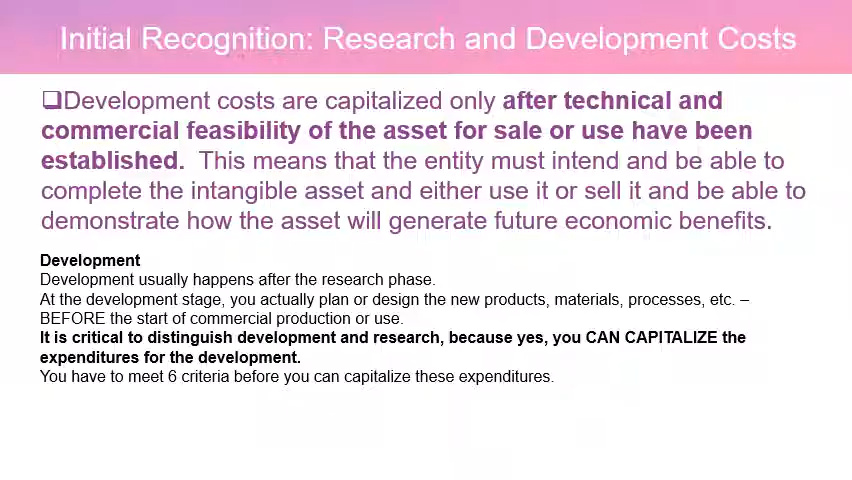 Initial Recognition: Research and Development Costs
❑Development costs are capitalized only after technical and
commercial feasibility of the asset for sale or use have been
established. This means that the entity must intend and be able to
complete the intangible asset and either use it or sell it and be able to
demonstrate how the asset will generate future economic benefits.
Development
Development usually happens after the research phase.
At the development stage, you actually plan or design the new products, materials, processes, etc. –
BEFORE the start of commercial production or use.
It is critical to distinguish development and research, because yes, you CAN CAPITALIZE the
expenditures for the development.
You have to meet 6 criteria before you can capitalize these expenditures.